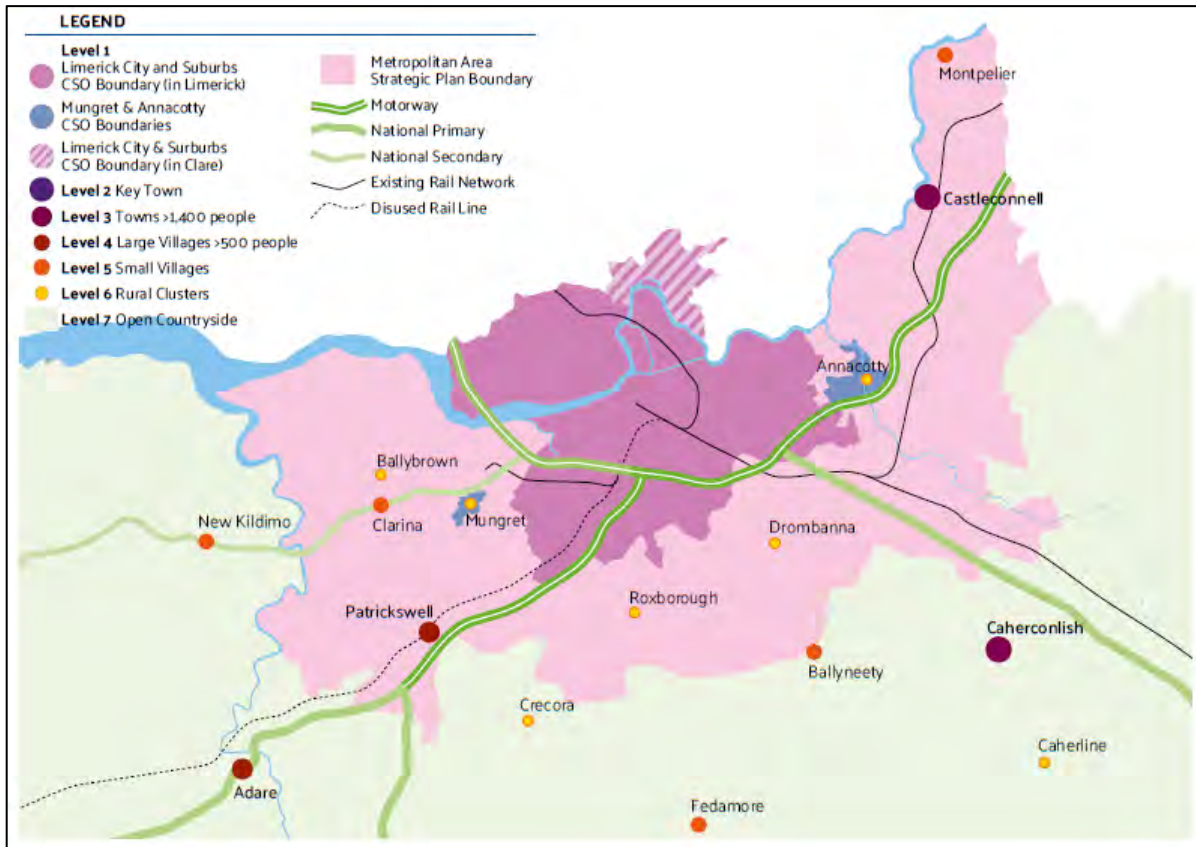 LEGEND
Level 1
Limerick City and Suburbs
CSO Boundary (in Limerick)
Mungret & Annacotty
CSO Boundaries
Limerick City & Surburbs
CSO Boundary (in Clare)
Level 2 Key Town
Level 3 Towns >1,400 people
Level 4 Large Villages >500 people
Level 5 Small Villages
Level 6 Rural Clusters
Level 7 Open Countryside
Metropolitan Area
Strategic Plan Boundary
Motorway
National Primary
National Secondary
Existing Rail Network
Disused Rail Line
Montpelier
Castleconnell
Annacotty
Ballybrown
Clarina
Mungret
New Kildimo
Drombanna
Roxborough
Patrickswell
Caherconlish
Ballyneety
Crecora
Caherline
Adare
Fedamore